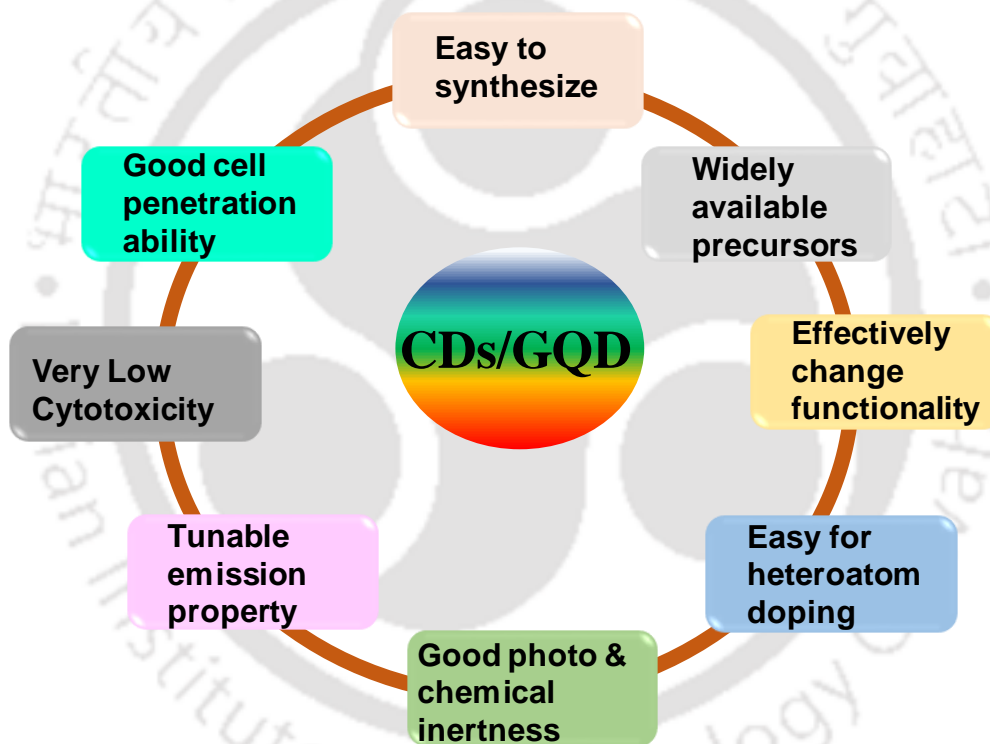 Easy to
synthesize
Widely
available
precursors
Effectively
change
functionality
Easy for
heteroatom
doping
Good photo &
chemical
inertness
Tunable
emission
property
Very Low
Cytotoxicity
Good cell
penetration
ability
CDs/GQD